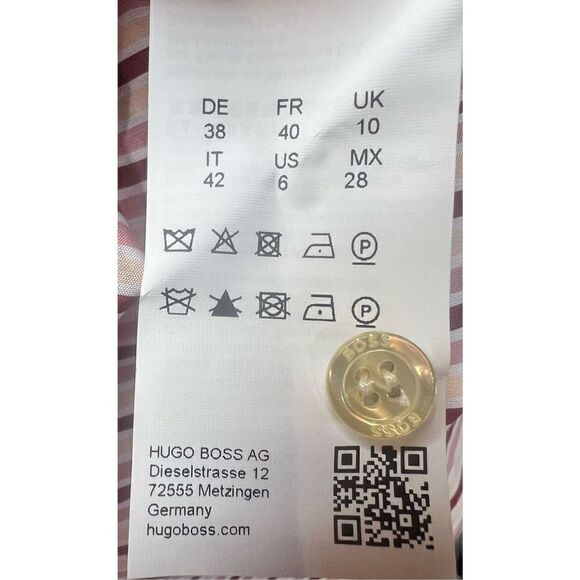 DE FR UK
38 40 10
IT US MX
42 6 28
P
P
BOSS
BOSS
HUGO BOSS AG
Dieselstrasse 12
72555 Metzingen
Germany
hugoboss.com